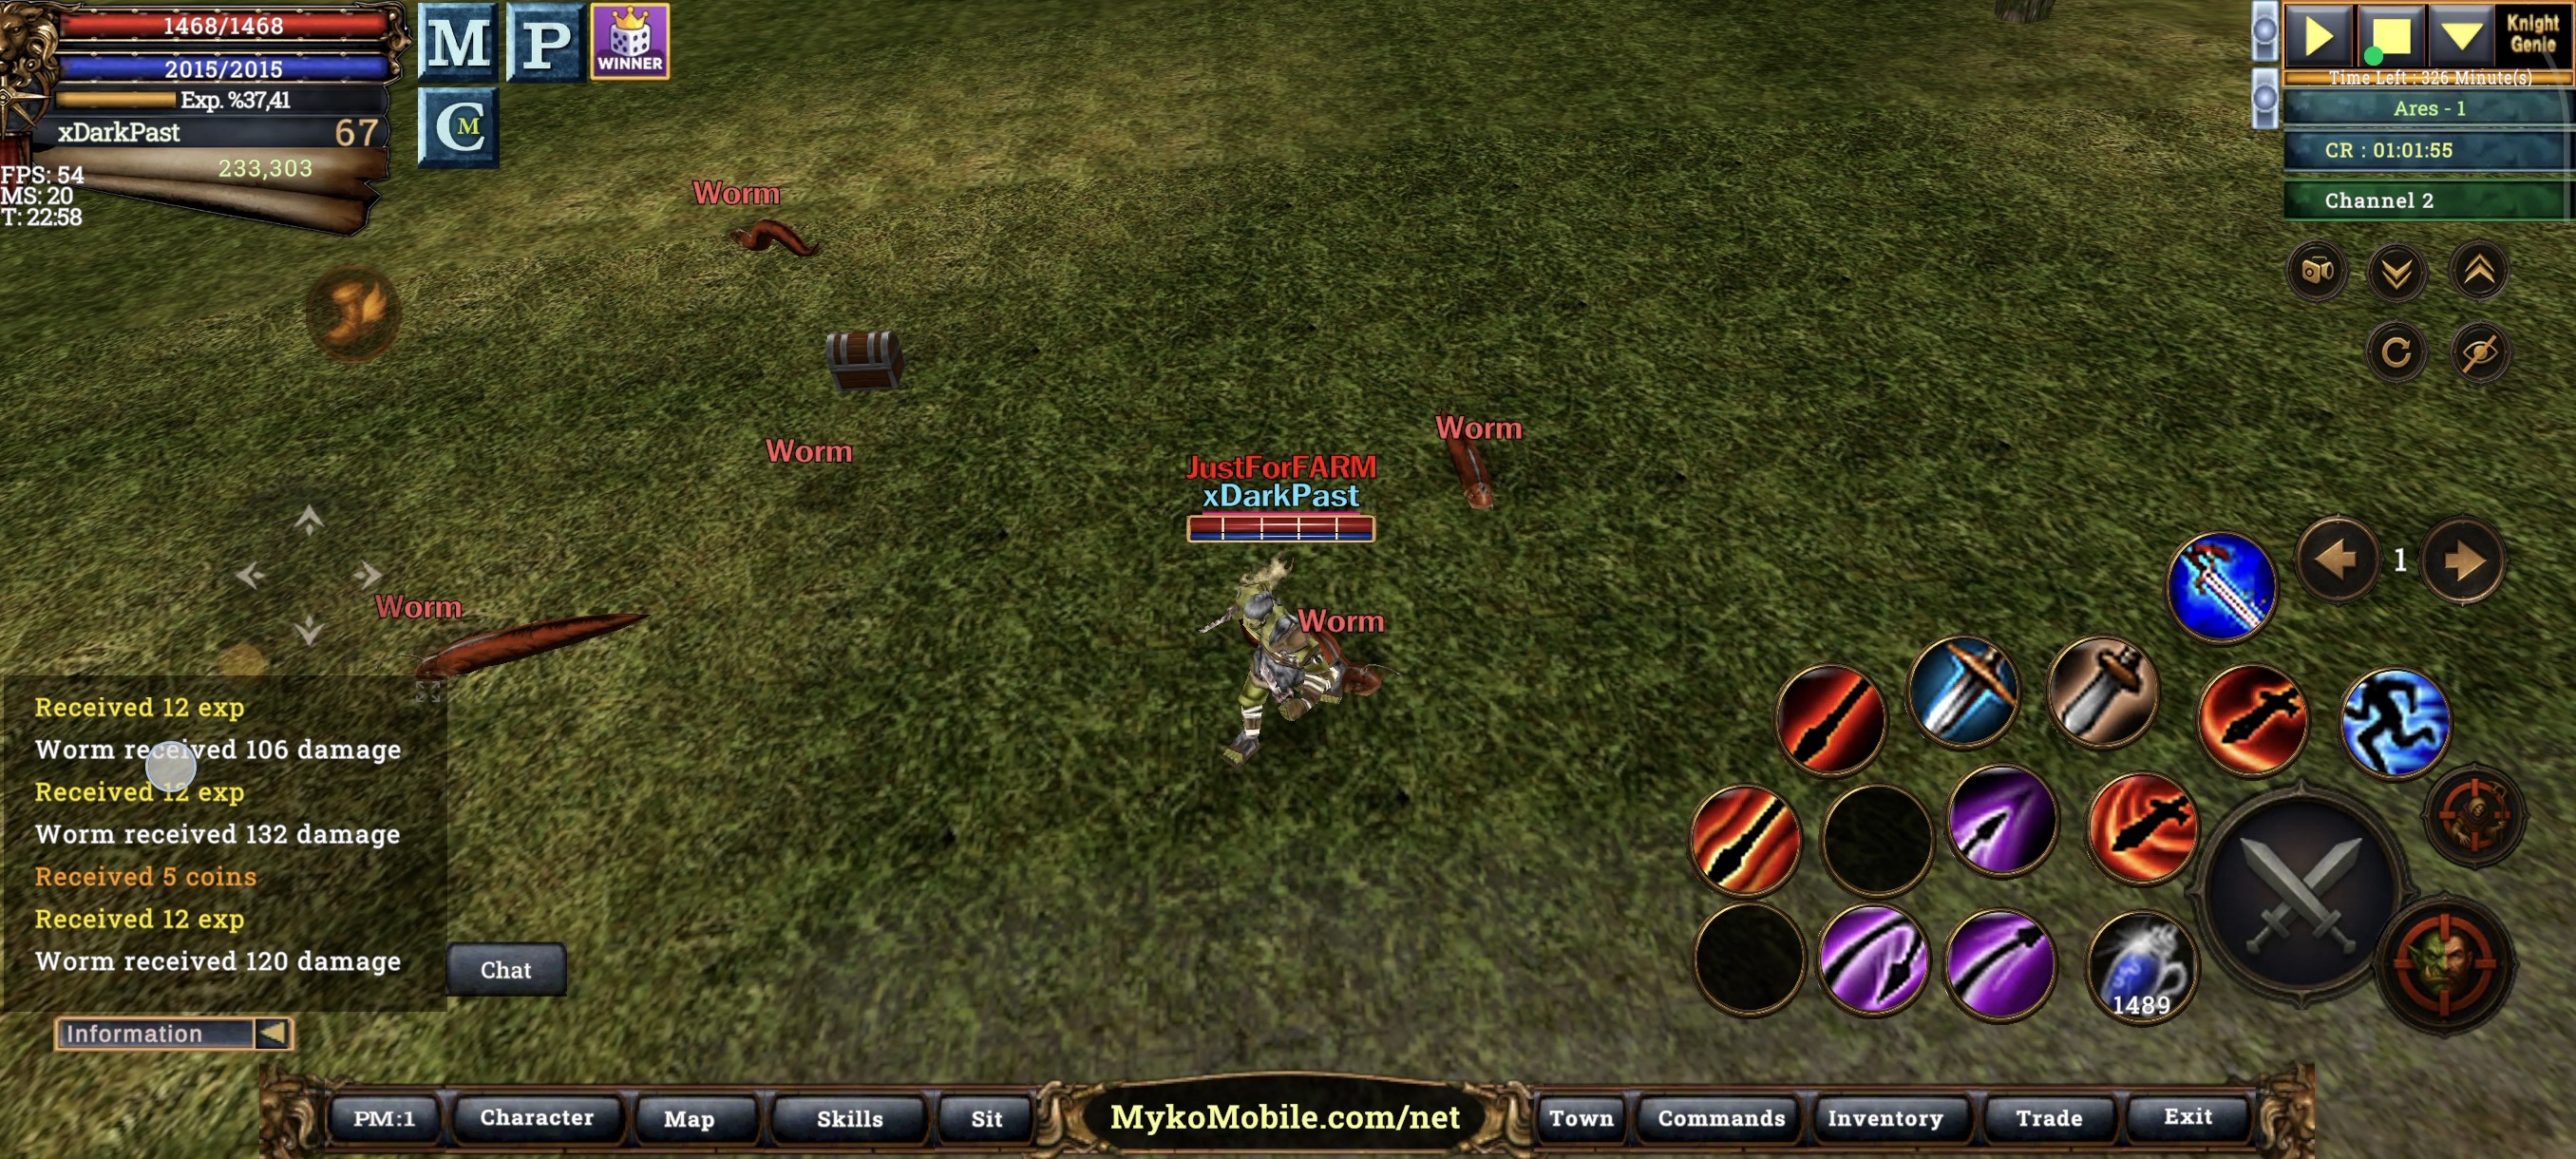 1468/1468
2015/2015
Exp. %37,41
xDarkPast 67
233,303
FPS: 54
MS: 20
T: 22:58
M P WINNER
C M
Knight
Genie
Time Left : 326 Minute(s)
Ares - 1
CR : 01:01:55
Channel 2
Worm
Worm
Worm
JustForFARM
xDarkPast
Worm
Worm
1
Received 12 exp
Worm received 106 damage
Received 12 exp
Worm received 132 damage
Received 5 coins
Received 12 exp
Worm received 120 damage
Chat
1489
Information
PM:1 Character Map Skills Sit MykoMobile.com/net Town Commands Inventory Trade Exit